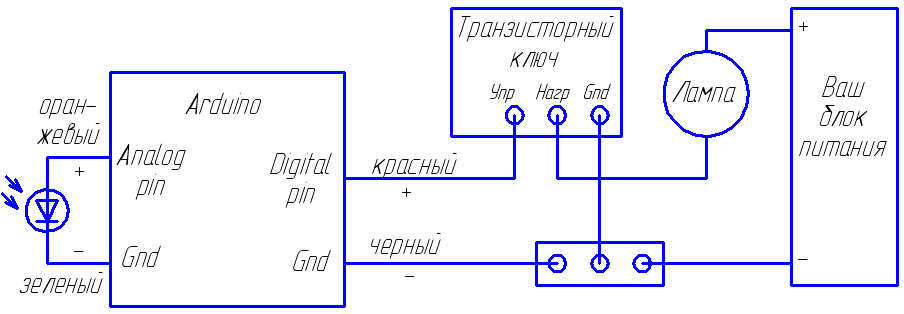 Транзисторный
ключ
Упр Нагр Gnd
Лампа
+
Ваш
блок
питания
–
оран-
жевый
+
–
зеленый
Arduino
Analog
pin
Gnd
Digital
pin
Gnd
красный
+
черный
–